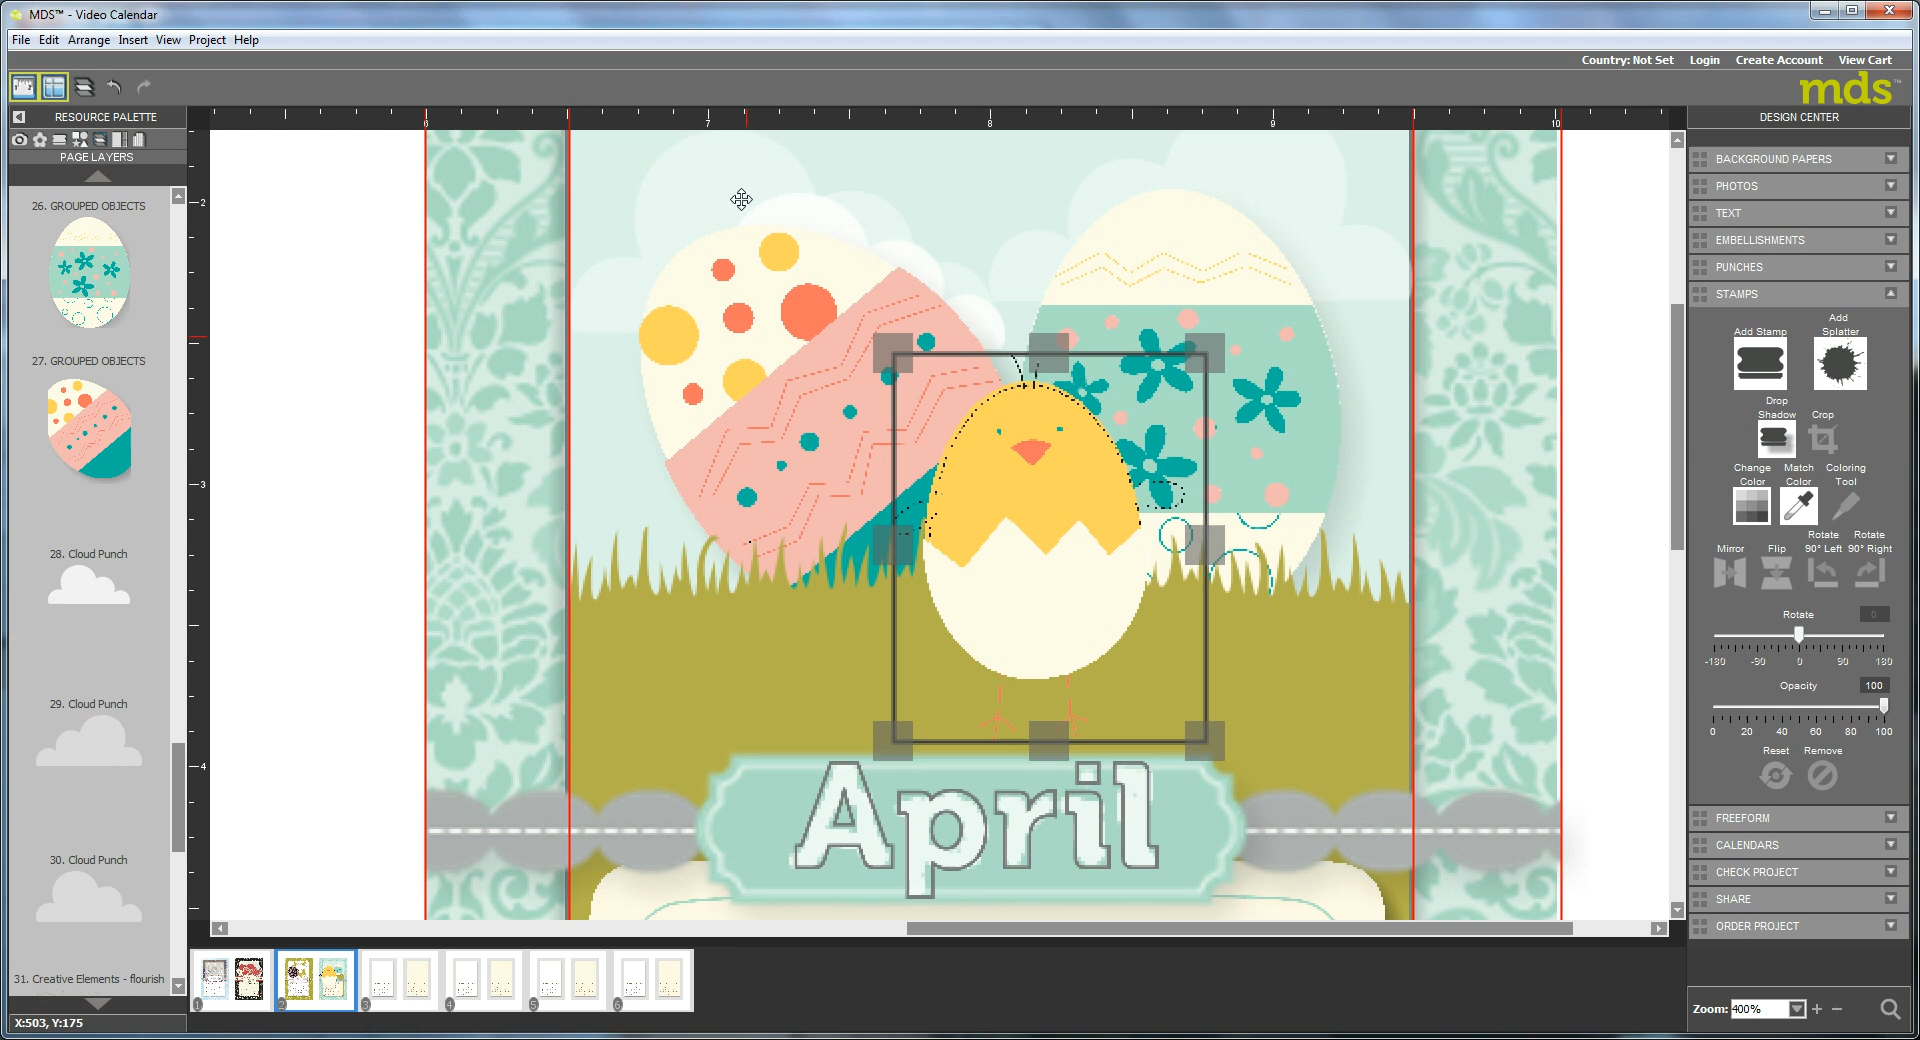 MDS™ - Video Calendar
File Edit Arrange Insert View Project Help
Country: Not Set Login Create Account View Cart
mds™
RESOURCE PALETTE
PAGE LAYERS
26. GROUPED OBJECTS
27. GROUPED OBJECTS
28. Cloud Punch
29. Cloud Punch
30. Cloud Punch
31. Creative Elements - flourish
X:503, Y:175
6 7 8 9 10
2
3
4
April
1 2 3 4 5 6
DESIGN CENTER
BACKGROUND PAPERS
PHOTOS
TEXT
EMBELLISHMENTS
PUNCHES
STAMPS
Add Stamp
Add Splatter
Drop Shadow
Crop
Change Color
Match Color
Coloring Tool
Mirror
Flip
Rotate 90° Left
Rotate 90° Right
Rotate 0
-180 -90 0 90 180
Opacity 100
0 20 40 60 80 100
Reset Remove
FREEFORM
CALENDARS
CHECK PROJECT
SHARE
ORDER PROJECT
Zoom: 400%